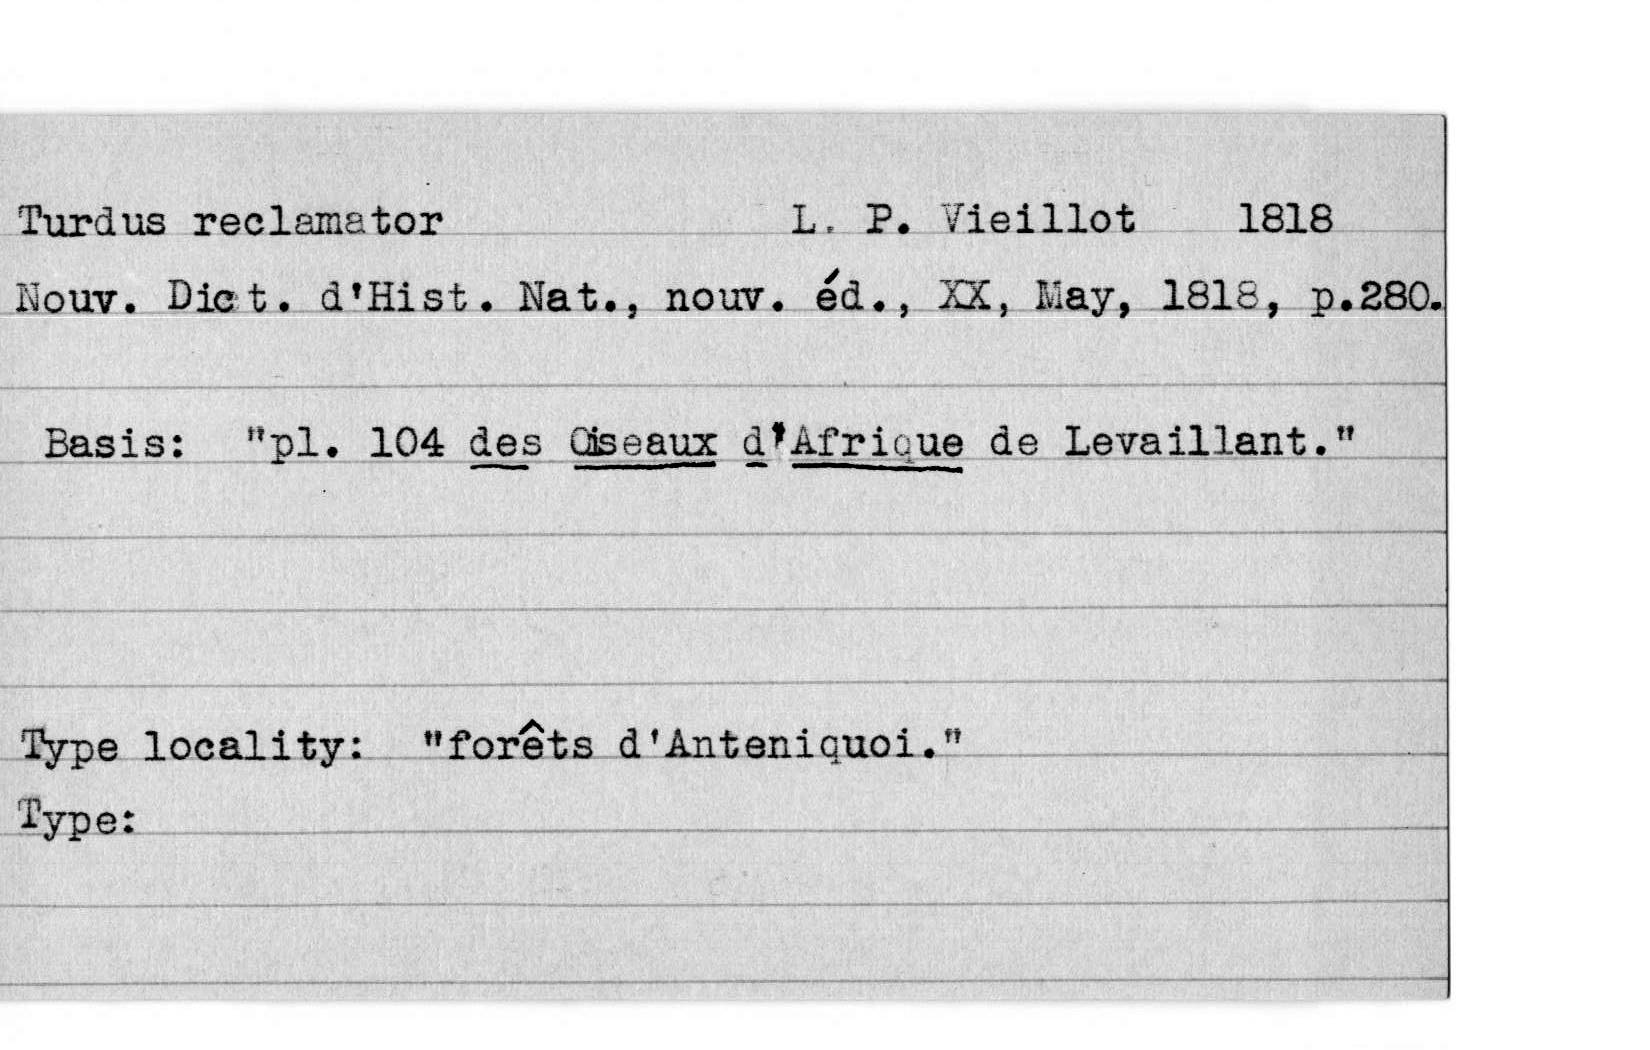 Turdus reclamator L. P. Vieillot 1818
Nouv. Dict. d'Hist. Nat., nouv. éd., XX, May, 1818, p.280.
Basis: "pl. 104 des Oiseaux d'Afrique de Levaillant."
Type locality: "forêts d'Anteniquoi."
Type: